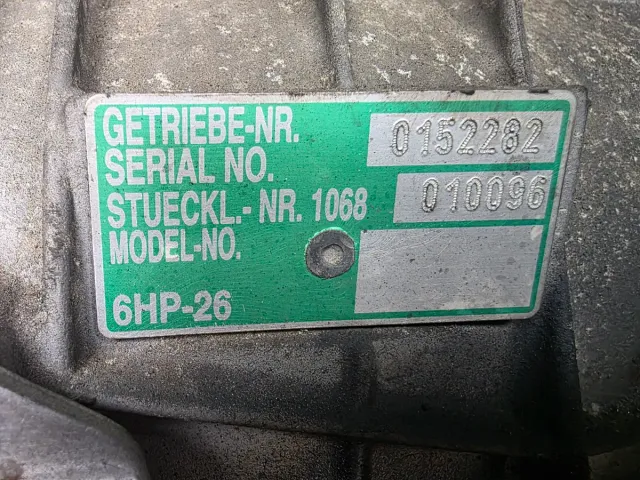 GETRIEBE-NR. 0152282
SERIAL NO.
STUECKL.- NR. 1068 010096
MODEL-NO.
6HP-26